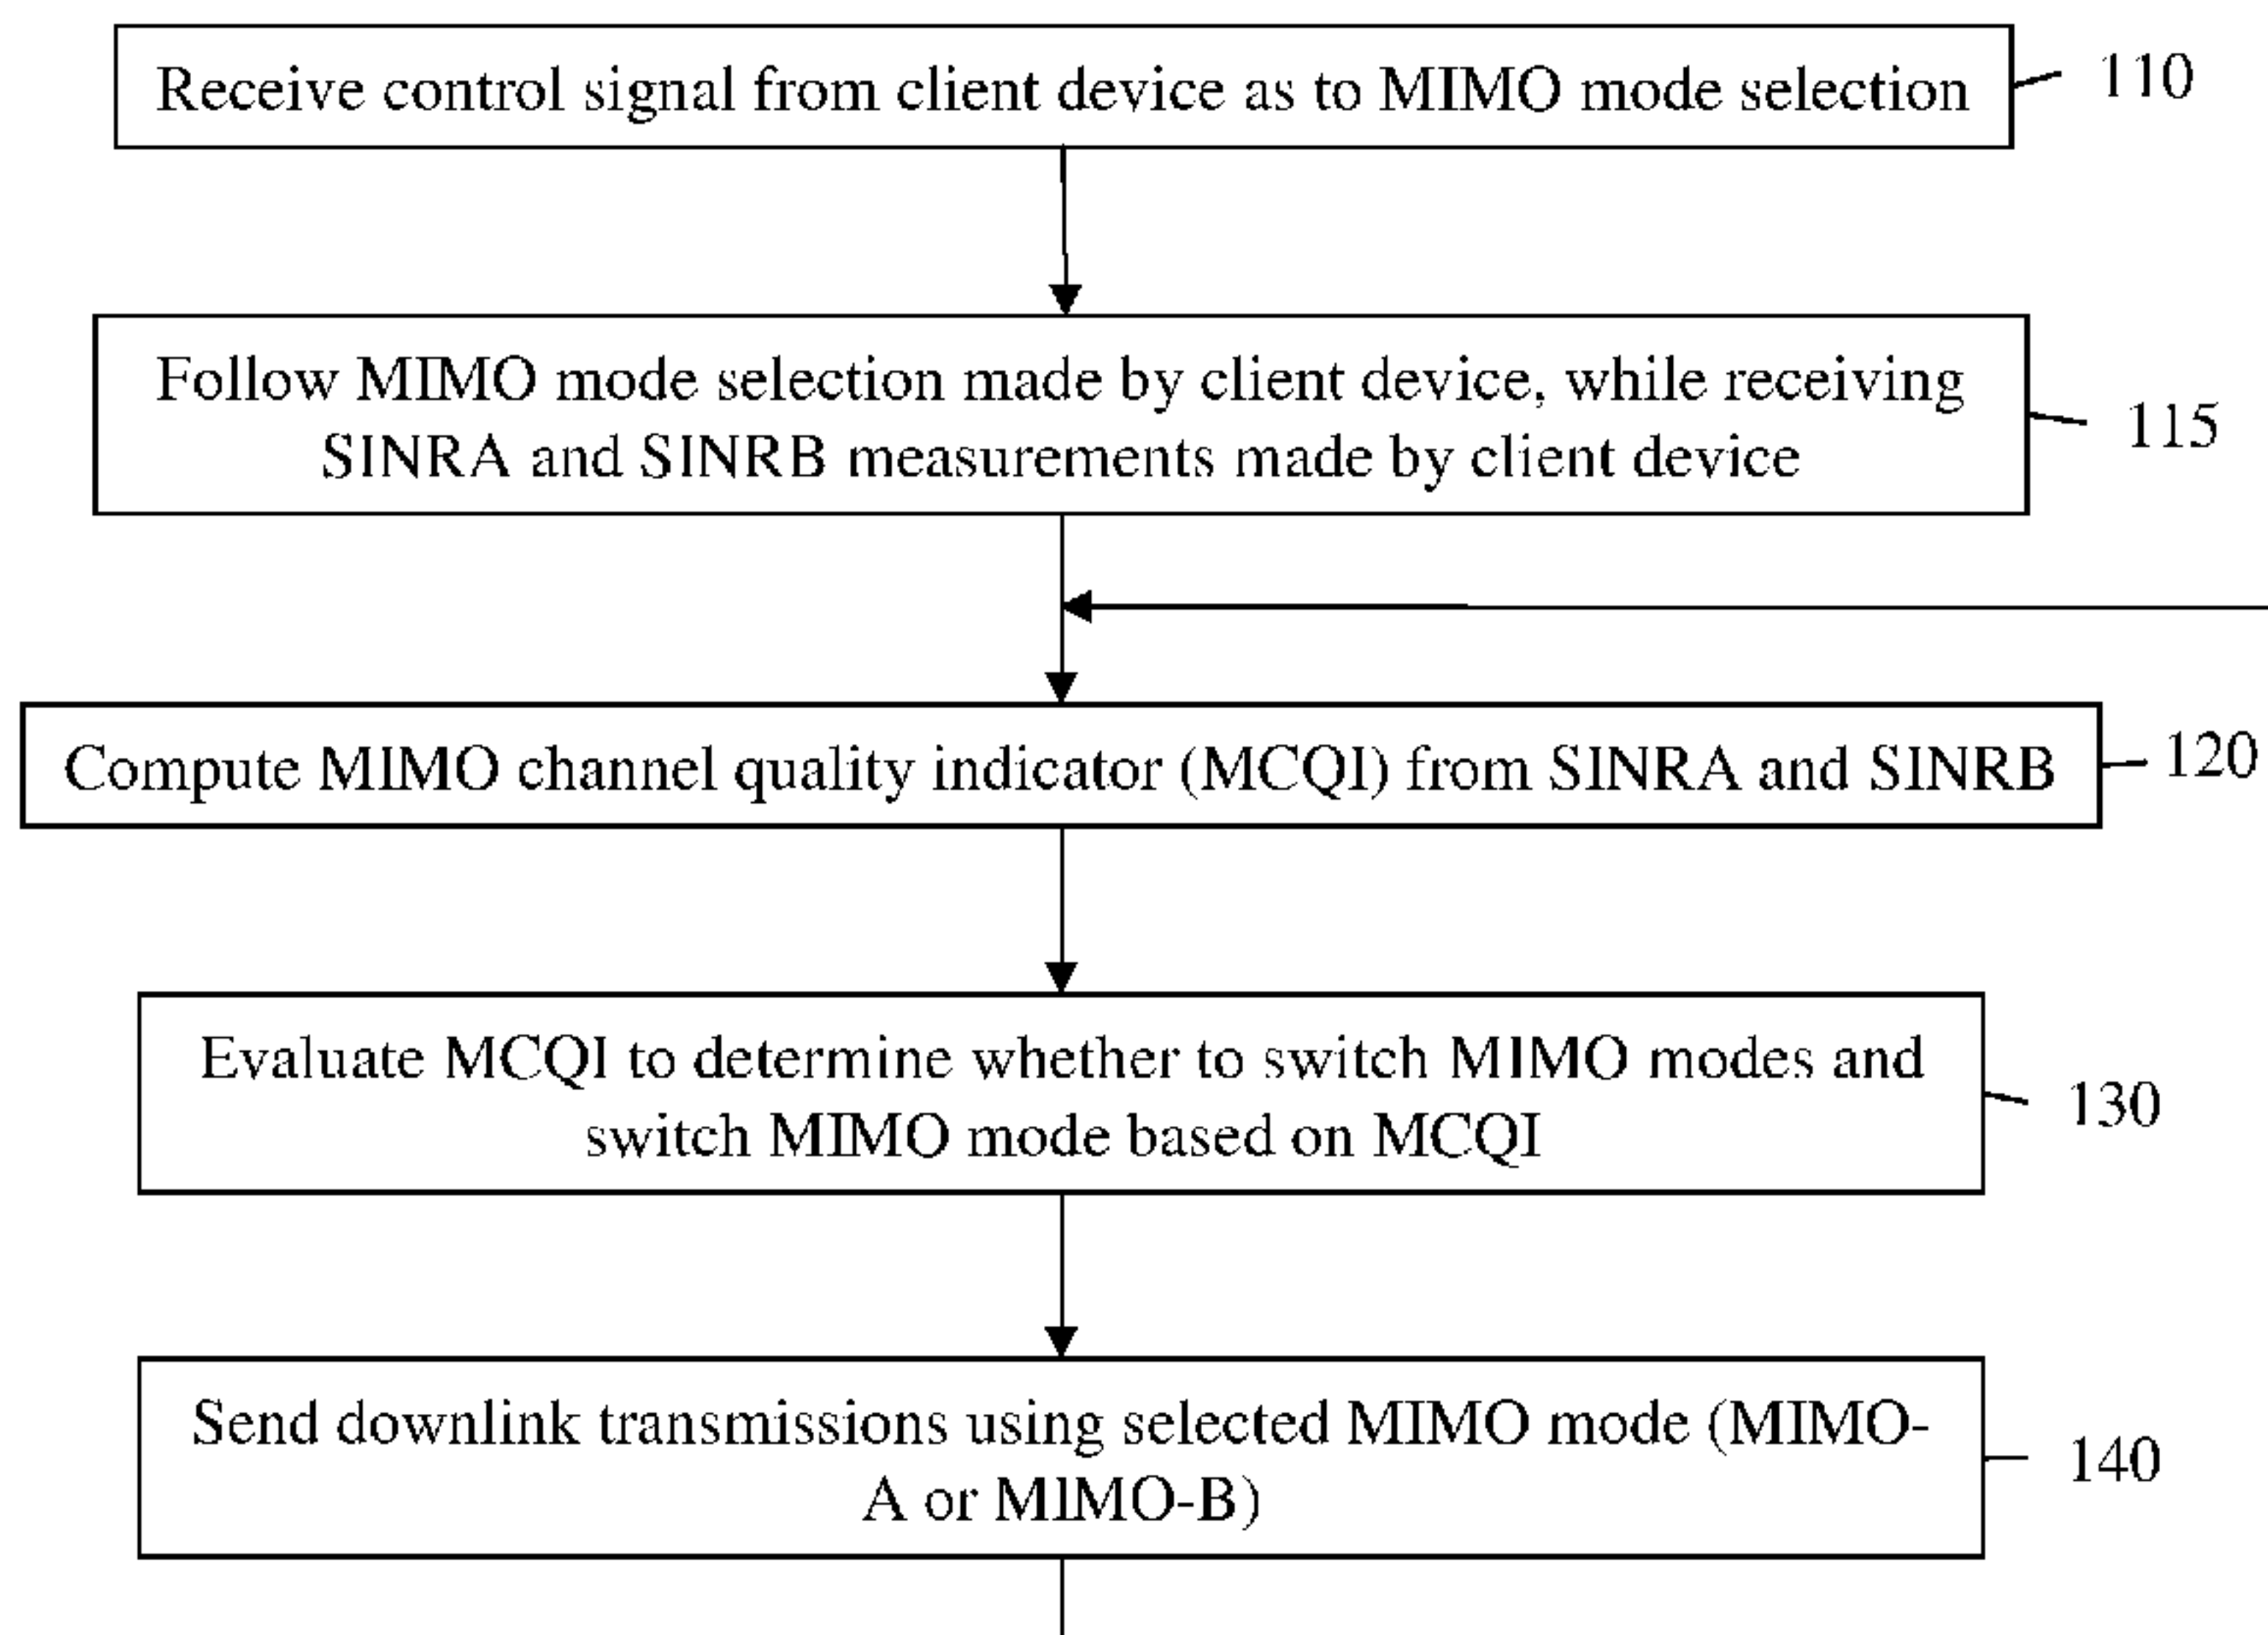 Receive control signal from client device as to MIMO mode selection
110
Follow MIMO mode selection made by client device, while receiving
SINRA and SINRB measurements made by client device
115
Compute MIMO channel quality indicator (MCQI) from SINRA and SINRB
120
Evaluate MCQI to determine whether to switch MIMO modes and
switch MIMO mode based on MCQI
130
Send downlink transmissions using selected MIMO mode (MIMO-
A or MIMO-B)
140